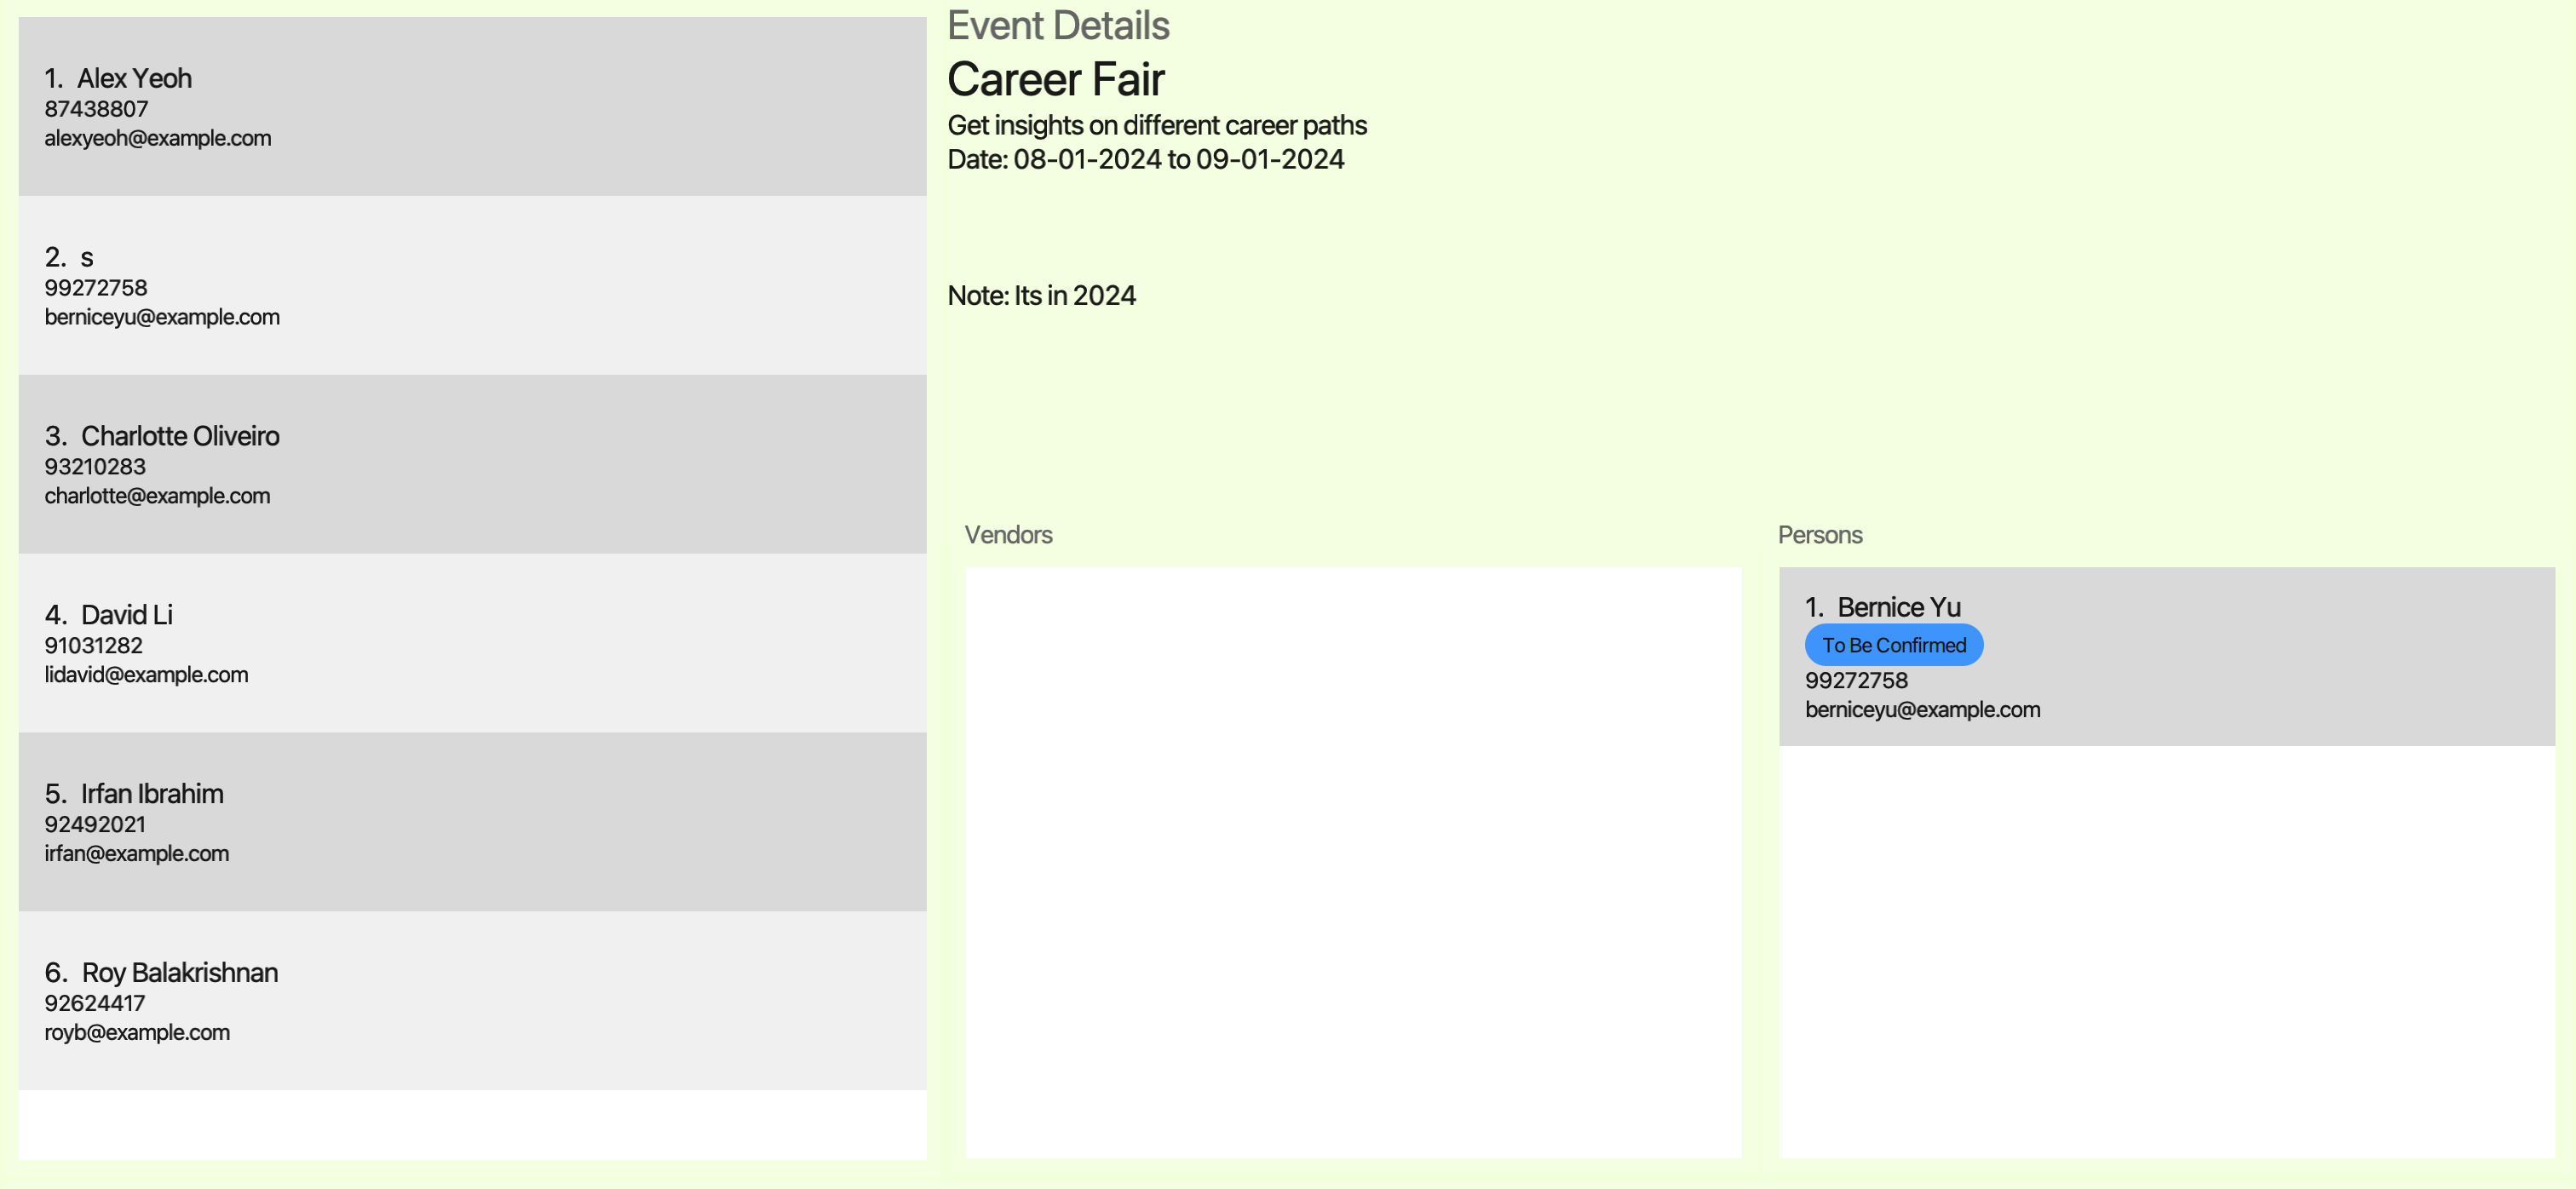 1. Alex Yeoh
87438807
alexyeoh@example.com
2. s
99272758
berniceyu@example.com
3. Charlotte Oliveiro
93210283
charlotte@example.com
4. David Li
91031282
lidavid@example.com
5. Irfan Ibrahim
92492021
irfan@example.com
6. Roy Balakrishnan
92624417
royb@example.com
Event Details
Career Fair
Get insights on different career paths
Date: 08-01-2024 to 09-01-2024
Note: Its in 2024
Vendors
Persons
1. Bernice Yu
To Be Confirmed
99272758
berniceyu@example.com